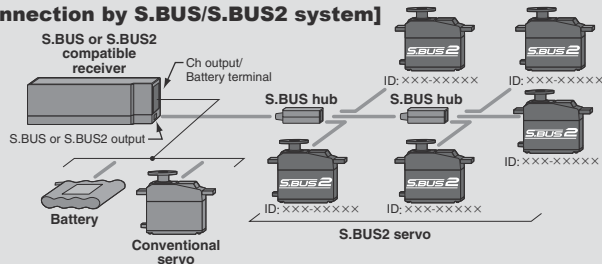 nnection by S.BUS/S.BUS2 system]
S.BUS or S.BUS2
compatible
receiver
Ch output/
Battery terminal
S.BUS or S.BUS2 output
S.BUS hub
S.BUS hub
S.BUS2
ID: ×××-×××××
S.BUS2
ID: ×××-×××××
S.BUS2
ID: ×××-×××××
S.BUS2
ID: ×××-×××××
S.BUS2
ID: ×××-×××××
Battery
Conventional
servo
S.BUS2 servo